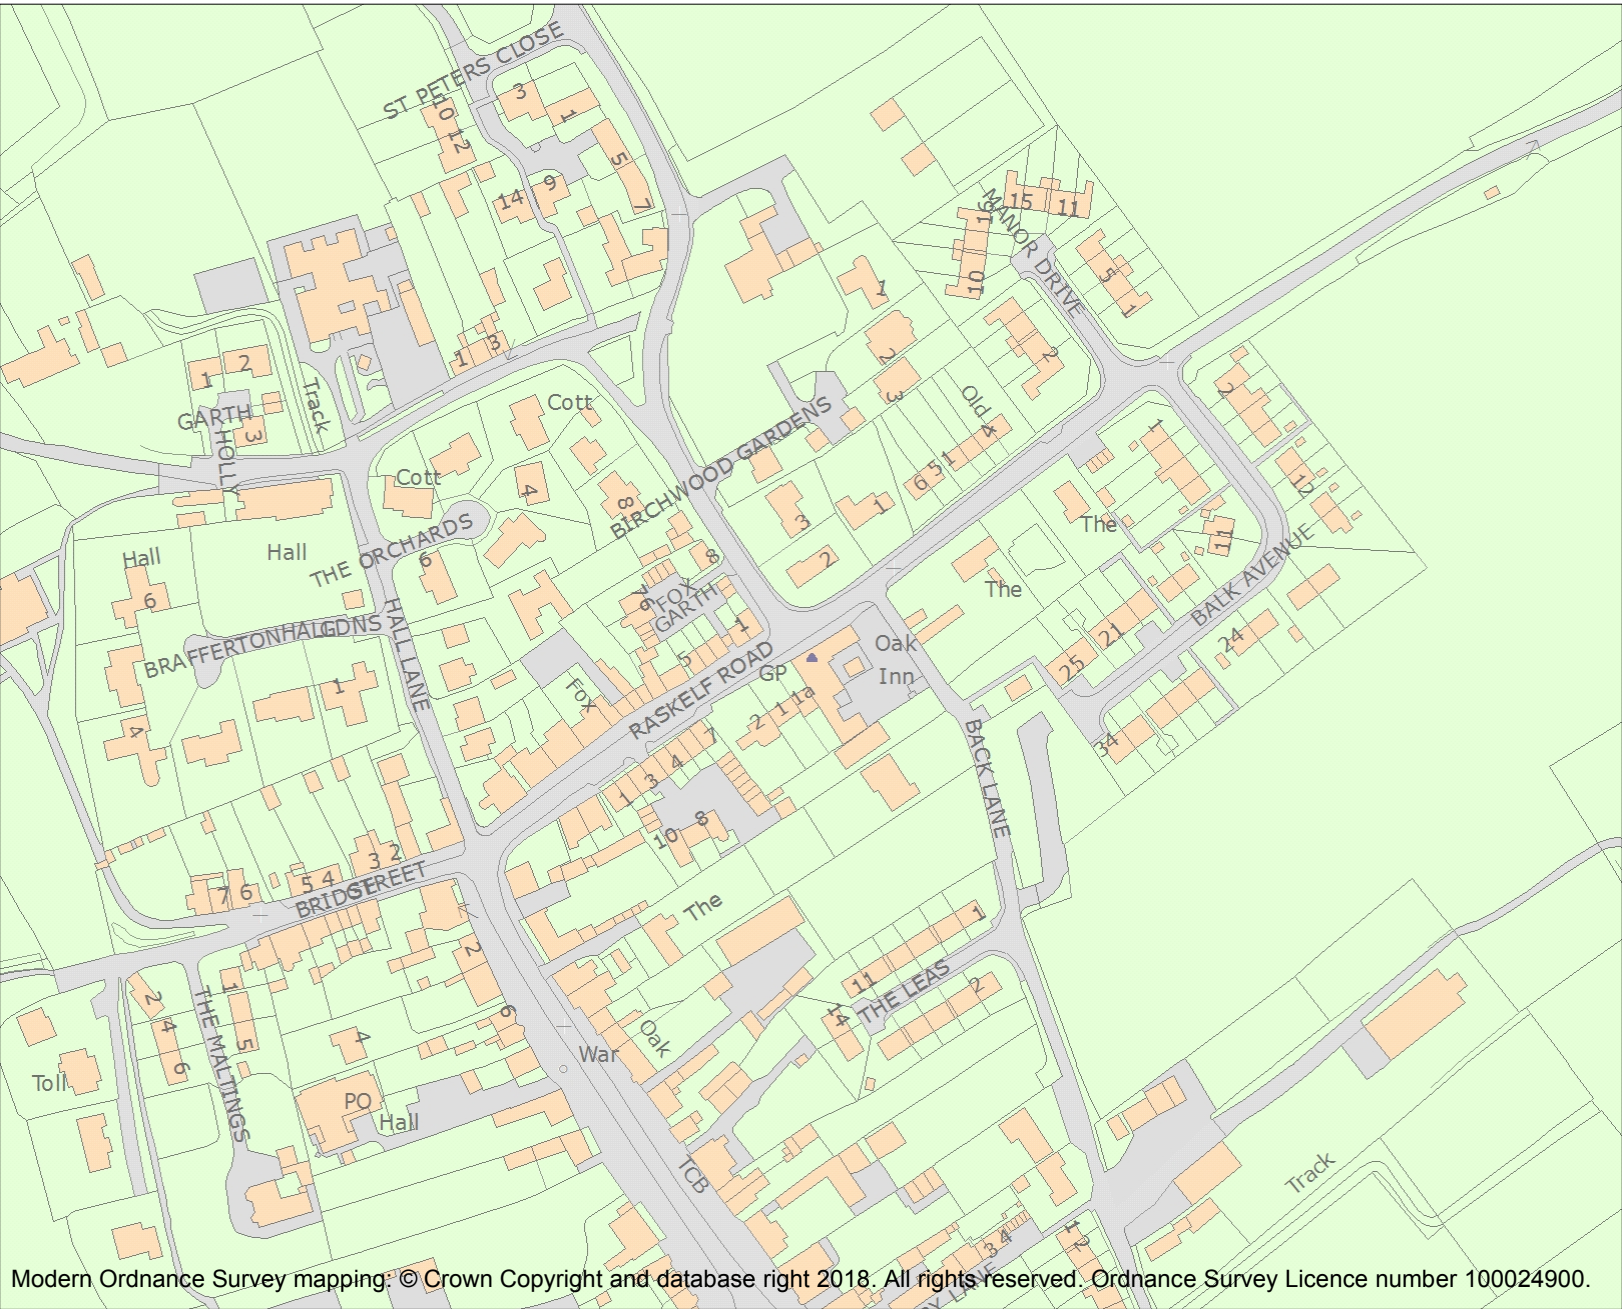 ST PETERS CLOSE
3
10
1
12
5
9
14
7
MANOR DRIVE
16
15
11
10
5
1
1
2
2
3
1
3
1
2
GARTH
HOLLY
3
Track
Cott
Cott
BIRCHWOOD GARDENS
Old
4
1
5
6
2
1
12
BALK AVENUE
11
The
The
4
8
3
1
2
THE ORCHARDS
6
Hall
Hall
6
BRAFFERTONHALL GDNS
HALL LANE
1
4
8
FOX
GARTH
1
5
RASKELF ROAD
GP
Oak
Inn
Fox
2
1
1a
7
4
3
1
8
10
21
25
24
34
BACK LANE
3
2
5
4
7
6
BRIDGE STREET
The
1
11
THE LEAS
2
14
2
6
1
2
4
6
5
THE MALTINGS
4
Toll
PO
Hall
War
Oak
TCB
Track
3
4
1
2
Y LANE
Modern Ordnance Survey mapping: © Crown Copyright and database right 2018. All rights reserved. Ordnance Survey Licence number 100024900.